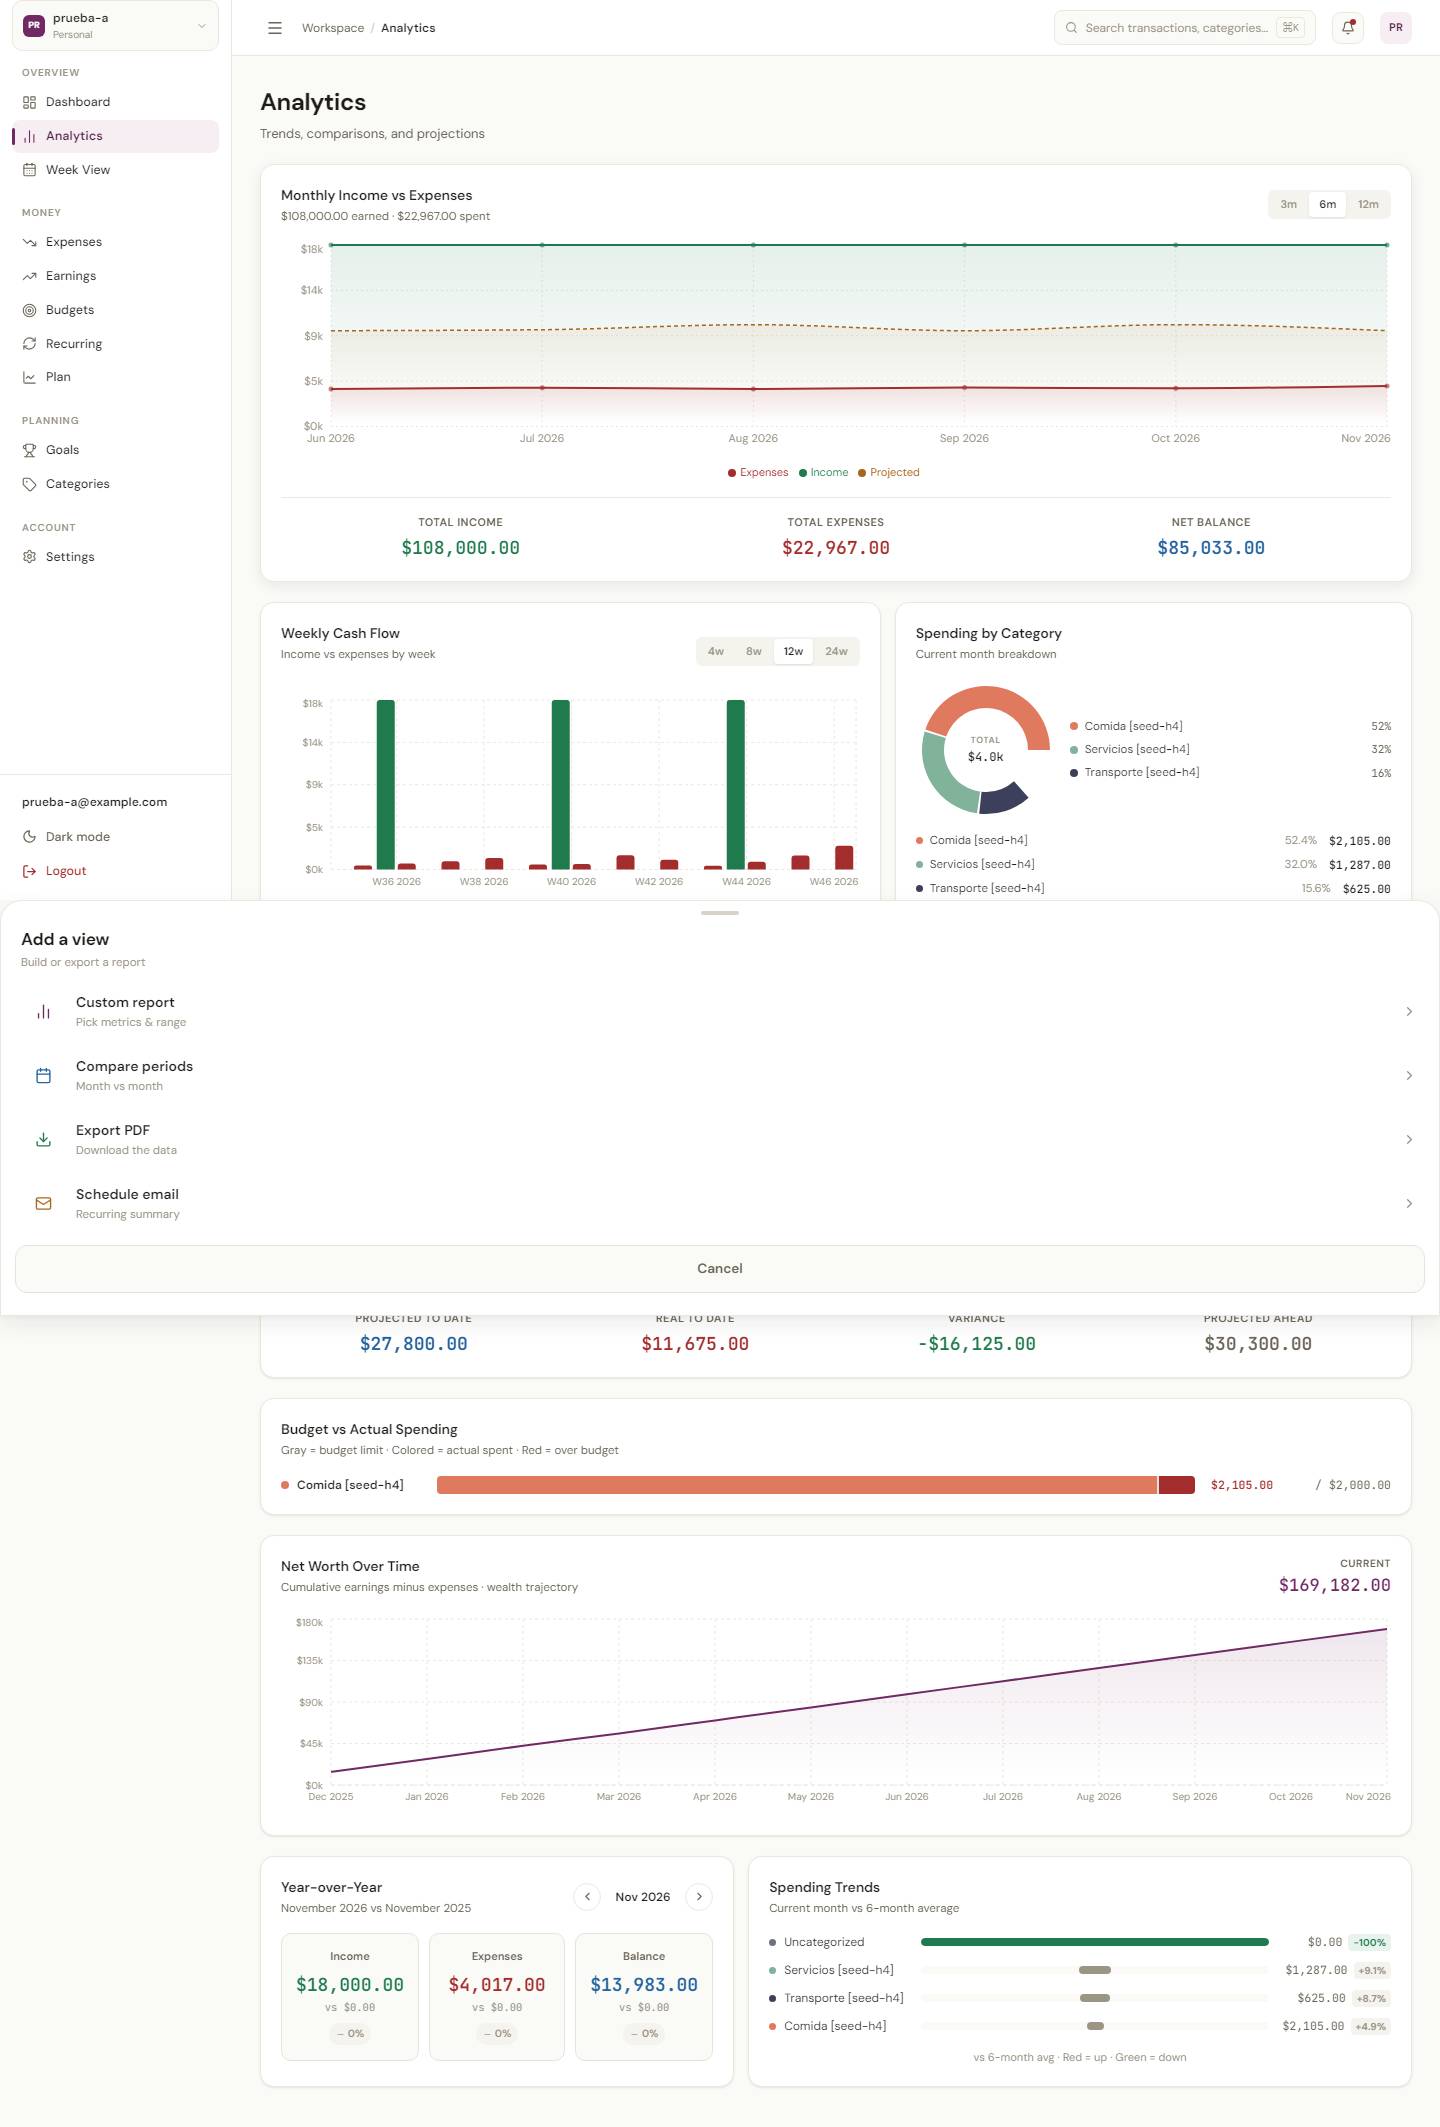 PR
prueba-a
Personal
OVERVIEW
Dashboard
Analytics
Week View
MONEY
Expenses
Earnings
Budgets
Recurring
Plan
PLANNING
Goals
Categories
ACCOUNT
Settings
prueba-a@example.com
Dark mode
Logout
Workspace / Analytics
Search transactions, categories... ⌘K
PR
Analytics
Trends, comparisons, and projections
Monthly Income vs Expenses
$108,000.00 earned · $22,967.00 spent
3m 6m 12m
$18k
$14k
$9k
$5k
$0k
Jun 2026 Jul 2026 Aug 2026 Sep 2026 Oct 2026 Nov 2026
Expenses Income Projected
TOTAL INCOME TOTAL EXPENSES NET BALANCE
$108,000.00 $22,967.00 $85,033.00
Weekly Cash Flow
Income vs expenses by week
4w 8w 12w 24w
$18k
$14k
$9k
$5k
$0k
W36 2026 W38 2026 W40 2026 W42 2026 W44 2026 W46 2026
Spending by Category
Current month breakdown
TOTAL
$4.0k
Comida [seed-h4] 52%
Servicios [seed-h4] 32%
Transporte [seed-h4] 16%
Comida [seed-h4] 52.4% $2,105.00
Servicios [seed-h4] 32.0% $1,287.00
Transporte [seed-h4] 15.6% $625.00
Add a view
Build or export a report
Custom report
Pick metrics & range
Compare periods
Month vs month
Export PDF
Download the data
Schedule email
Recurring summary
Cancel
PROJECTED TO DATE REAL TO DATE VARIANCE PROJECTED AHEAD
$27,800.00 $11,675.00 -$16,125.00 $30,300.00
Budget vs Actual Spending
Gray = budget limit · Colored = actual spent · Red = over budget
Comida [seed-h4] $2,105.00 / $2,000.00
Net Worth Over Time
Cumulative earnings minus expenses · wealth trajectory
CURRENT
$169,182.00
$180k
$135k
$90k
$45k
$0k
Dec 2025 Jan 2026 Feb 2026 Mar 2026 Apr 2026 May 2026 Jun 2026 Jul 2026 Aug 2026 Sep 2026 Oct 2026 Nov 2026
Year-over-Year
November 2026 vs November 2025
Nov 2026
Income Expenses Balance
$18,000.00 $4,017.00 $13,983.00
vs $0.00 vs $0.00 vs $0.00
– 0% – 0% – 0%
Spending Trends
Current month vs 6-month average
Uncategorized $0.00 -100%
Servicios [seed-h4] $1,287.00 +9.1%
Transporte [seed-h4] $625.00 +8.7%
Comida [seed-h4] $2,105.00 +4.9%
vs 6-month avg · Red = up · Green = down